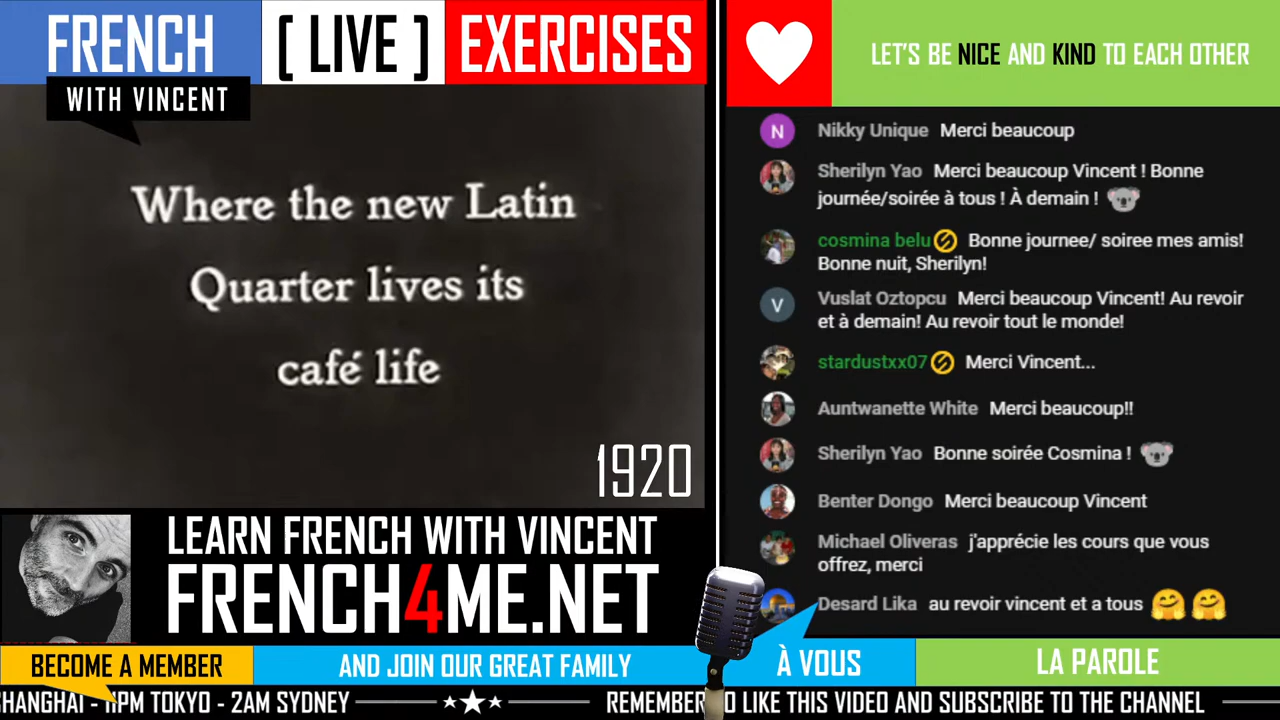 FRENCH [ LIVE ] EXERCISES
WITH VINCENT
Where the new Latin
Quarter lives its
café life
1920
LEARN FRENCH WITH VINCENT
FRENCH4ME.NET
BECOME A MEMBER
AND JOIN OUR GREAT FAMILY
LET'S BE NICE AND KIND TO EACH OTHER
N
Nikky Unique Merci beaucoup
Sherilyn Yao Merci beaucoup Vincent ! Bonne
journée/soirée à tous ! À demain !
cosmina belu Bonne journee/ soiree mes amis!
Bonne nuit, Sherilyn!
V
Vuslat Oztopcu Merci beaucoup Vincent! Au revoir
et à demain! Au revoir tout le monde!
stardustxx07 Merci Vincent...
Auntwanette White Merci beaucoup!!
Sherilyn Yao Bonne soirée Cosmina !
Benter Dongo Merci beaucoup Vincent
Michael Oliveras j'apprécie les cours que vous
offrez, merci
Desard Lika au revoir vincent et a tous
À VOUS
LA PAROLE
SHANGHAI - 11PM TOKYO - 2AM SYDNEY
REMEMBER TO LIKE THIS VIDEO AND SUBSCRIBE TO THE CHANNEL